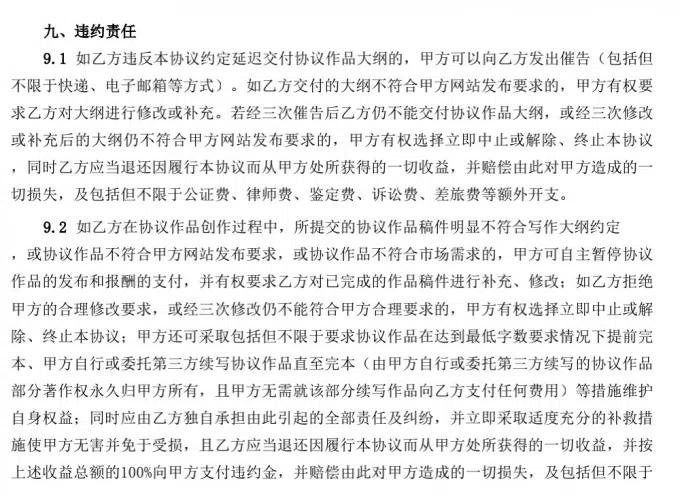 九、违约责任
9.1 如乙方违反本协议约定延迟交付协议作品大纲的，甲方可以向乙方发出催告（包括但
不限于快递、电子邮箱等方式）。如乙方交付的大纲不符合甲方网站发布要求的，甲方有权要
求乙方对大纲进行修改或补充。若经三次催告后乙方仍不能交付协议作品大纲，或经三次修改
或补充后的大纲仍不符合甲方网站发布要求的，甲方有权选择立即中止或解除、终止本协议
，同时乙方应当退还因履行本协议而从甲方处所获得的一切收益，并赔偿由此对甲方造成的一
切损失，及包括但不限于公证费、律师费、鉴定费、诉讼费、差旅费等额外开支。
9.2 如乙方在协议作品创作过程中，所提交的协议作品稿件明显不符合写作大纲约定
，或协议作品不符合甲方网站发布要求，或协议作品不符合市场需求的，甲方可自主暂停协议
作品的发布和报酬的支付，并有权要求乙方对已完成的作品稿件进行补充、修改；如乙方拒绝
甲方的合理修改要求，或经三次修改仍不能符合甲方合理要求的，甲方有权选择立即中止或解
除、终止本协议；甲方还可采取包括但不限于要求协议作品在达到最低字数要求情况下提前完
本、甲方自行或委托第三方续写协议作品直至完本（由甲方自行或委托第三方续写的协议作品
部分著作权永久归甲方所有，且甲方无需就该部分续写作品向乙方支付任何费用）等措施维护
自身权益；同时应由乙方独自承担由此引起的全部责任及纠纷，并立即采取适度充分的补救措
施使甲方无害并免于受损，且乙方应当退还因履行本协议而从甲方处所获得的一切收益，并按
上述收益总额的100%向甲方支付违约金，并赔偿由此对甲方造成的一切损失，及包括但不限于